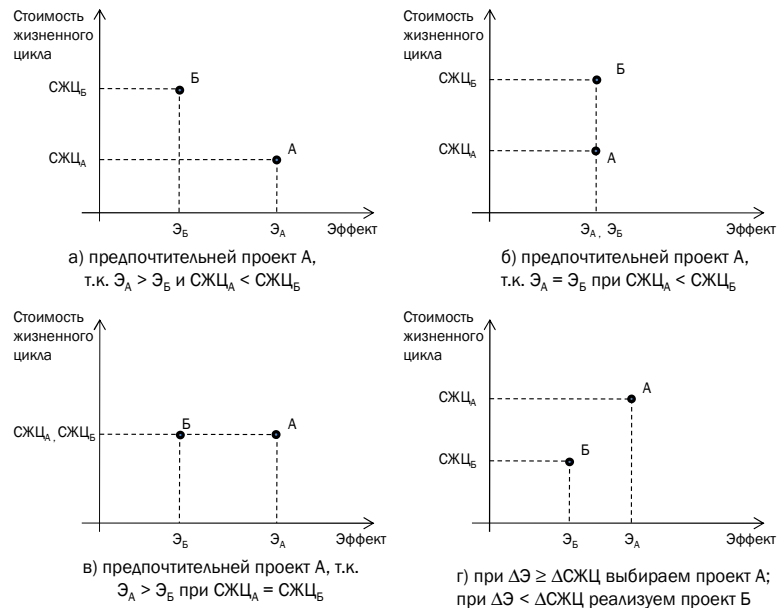 Стоимость
жизненного
цикла
СЖЦБ
Б
СЖЦА
А
ЭБ
ЭА
Эффект
а) предпочтительней проект А,
т.к. ЭА > ЭБ и СЖЦА < СЖЦБ
Стоимость
жизненного
цикла
СЖЦБ
Б
СЖЦА
А
ЭА , ЭБ
Эффект
б) предпочтительней проект А,
т.к. ЭА = ЭБ при СЖЦА < СЖЦБ
Стоимость
жизненного
цикла
СЖЦА , СЖЦБ
Б
А
ЭБ
ЭА
Эффект
в) предпочтительней проект А, т.к.
ЭА > ЭБ при СЖЦА = СЖЦБ
Стоимость
жизненного
цикла
СЖЦА
А
СЖЦБ
Б
ЭБ
ЭА
Эффект
г) при ΔЭ ≥ ΔСЖЦ выбираем проект А;
при ΔЭ < ΔСЖЦ реализуем проект Б